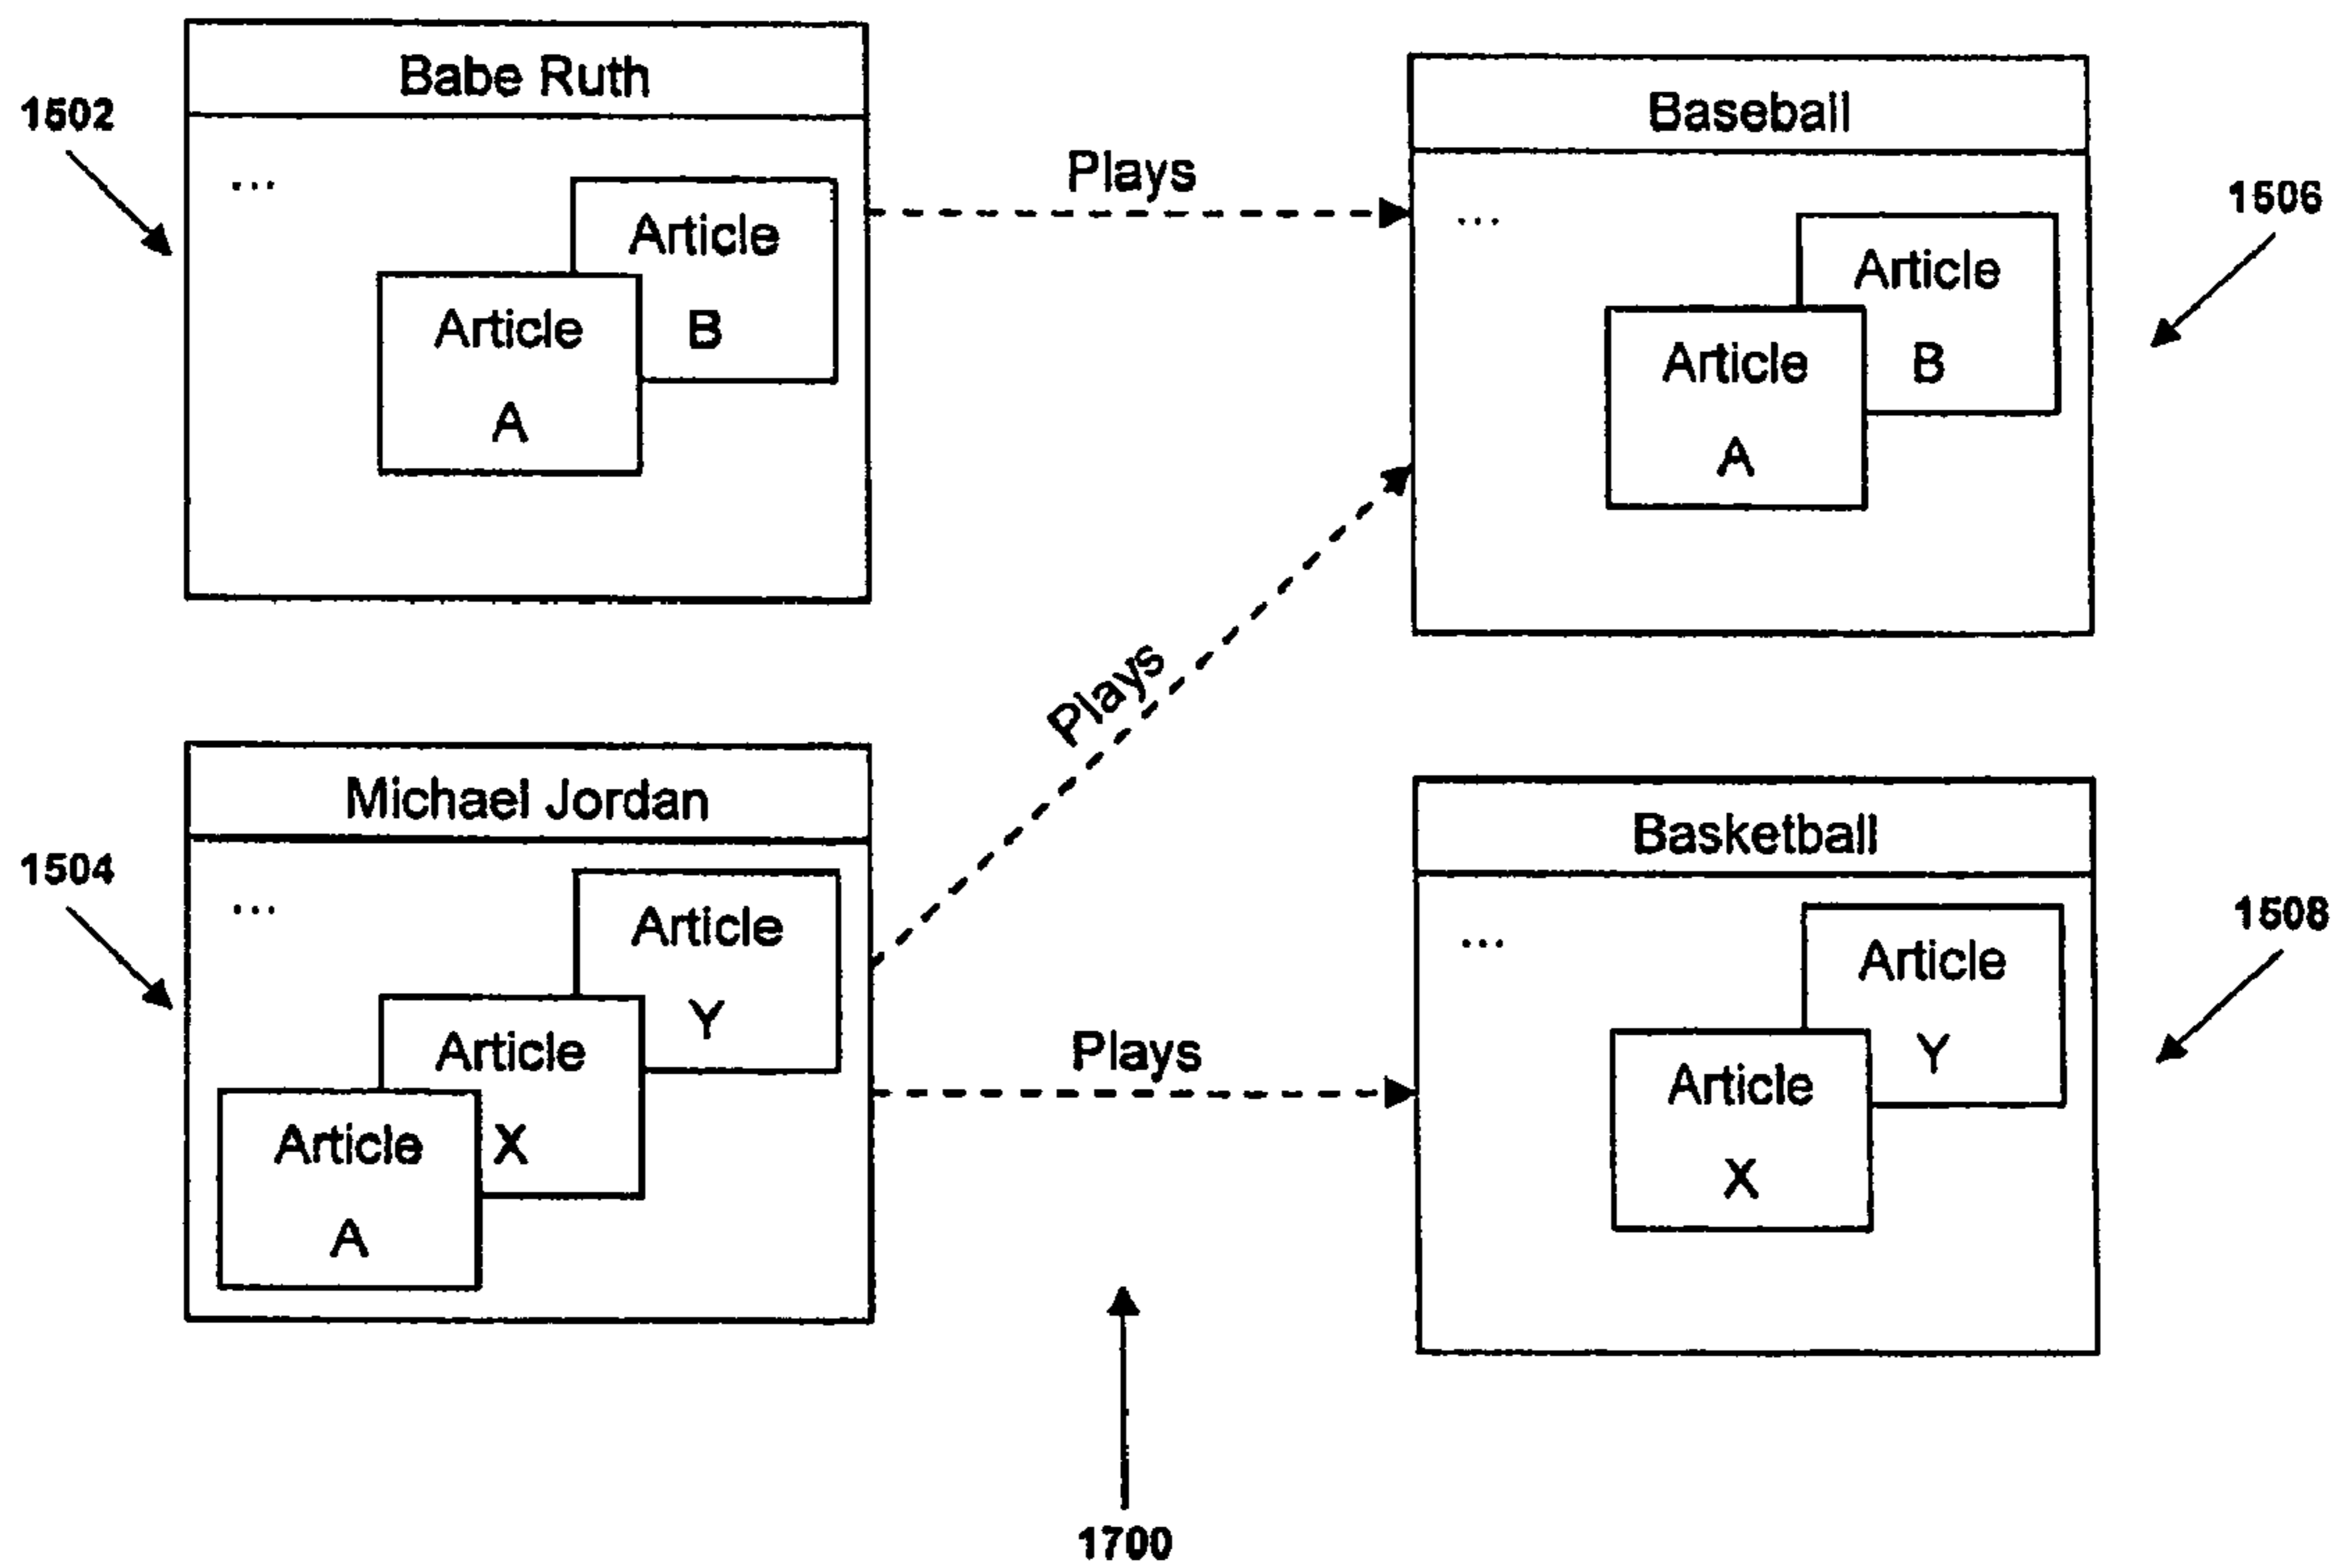 Babe Ruth
1502
...
Article
B
Article
A
Plays
Baseball
1506
...
Article
B
Article
A
Plays
Michael Jordan
1504
...
Article
Y
Article
X
Article
A
Plays
Basketball
1508
...
Article
Y
Article
X
1700